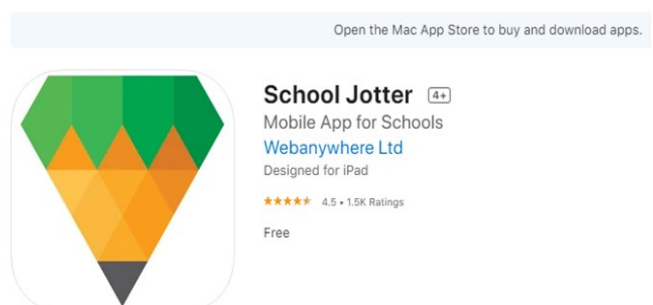 Open the Mac App Store to buy and download apps.
School Jotter 4+
Mobile App for Schools
Webanywhere Ltd
Designed for iPad
★★★★★ 4.5 • 1.5K Ratings
Free